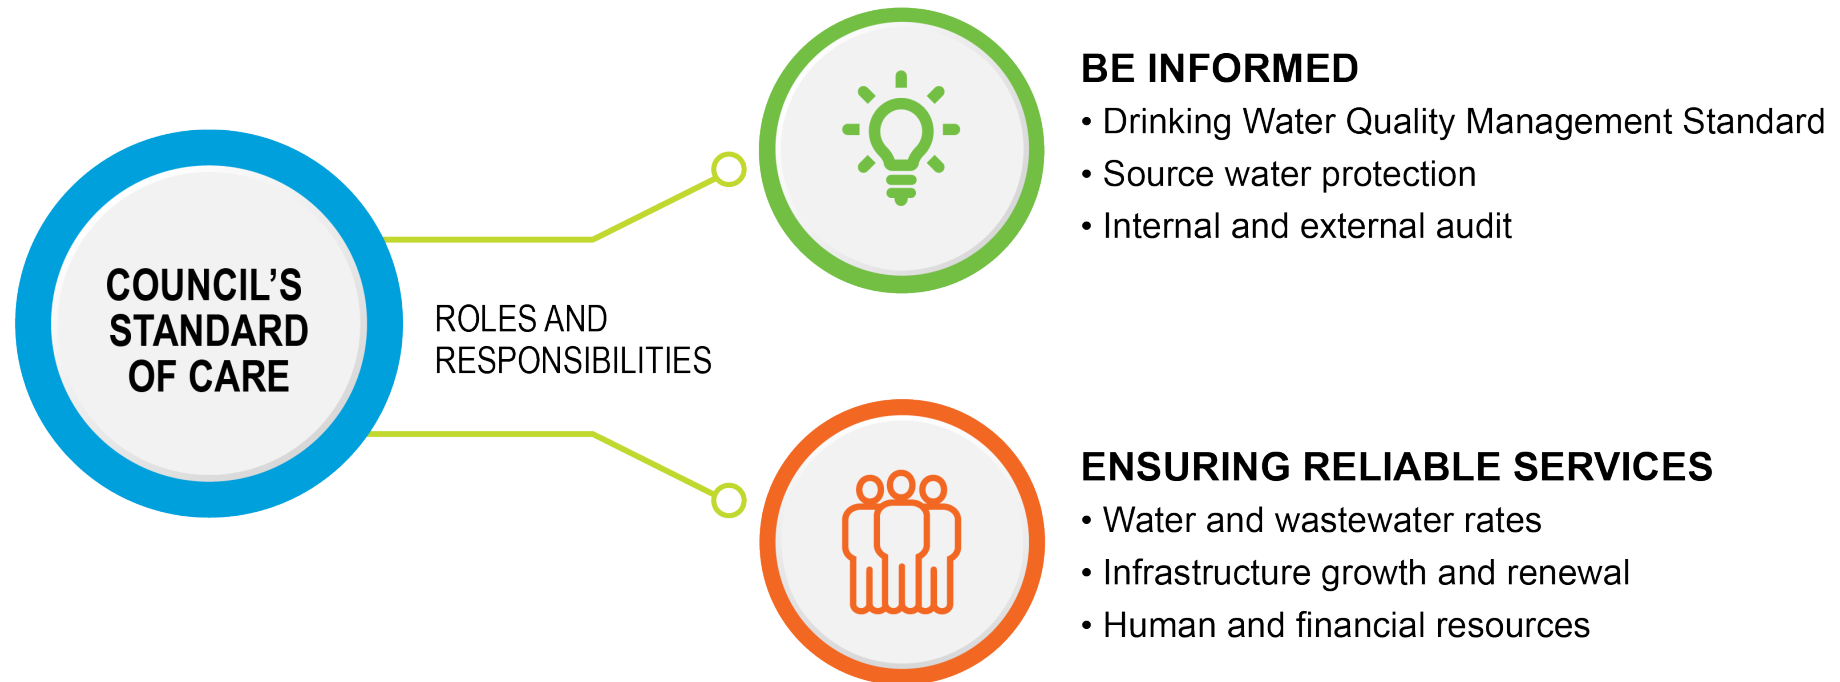 COUNCIL’S
STANDARD
OF CARE
ROLES AND
RESPONSIBILITIES
BE INFORMED
• Drinking Water Quality Management Standard
• Source water protection
• Internal and external audit
ENSURING RELIABLE SERVICES
• Water and wastewater rates
• Infrastructure growth and renewal
• Human and financial resources